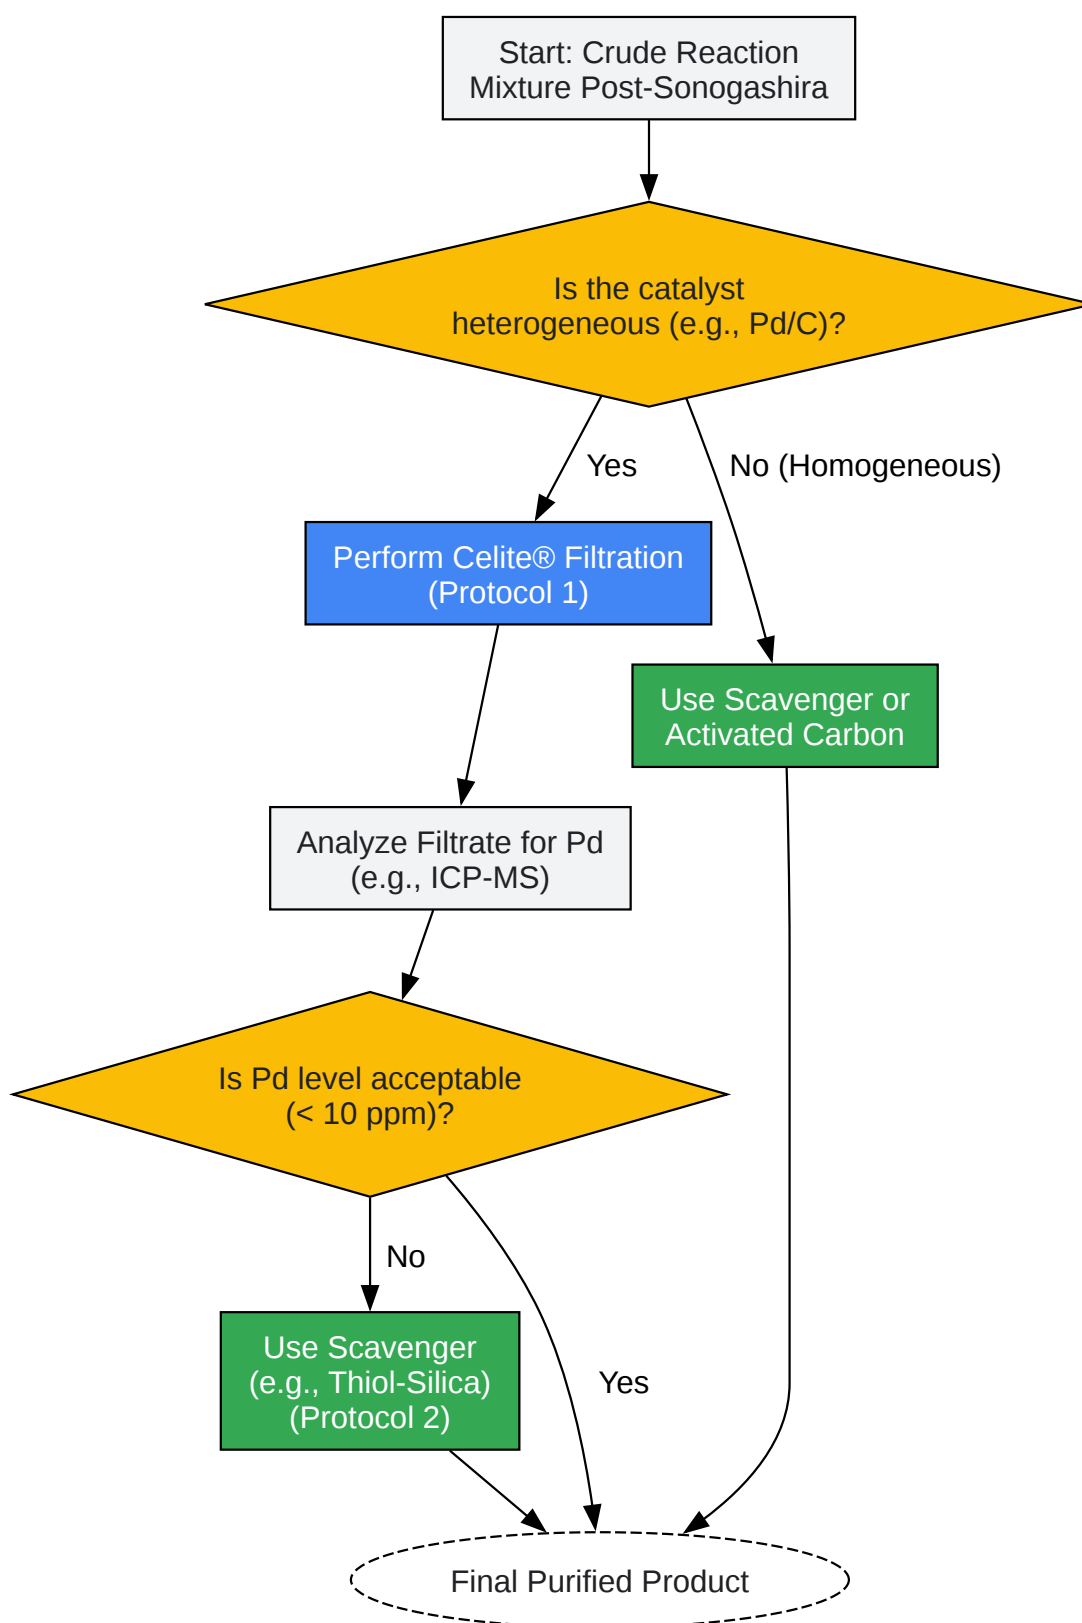 Start: Crude Reaction
Mixture Post-Sonogashira
Is the catalyst
heterogeneous (e.g., Pd/C)?
Yes
No (Homogeneous)
Perform Celite® Filtration
(Protocol 1)
Use Scavenger or
Activated Carbon
Analyze Filtrate for Pd
(e.g., ICP-MS)
Is Pd level acceptable
(< 10 ppm)?
No
Use Scavenger
(e.g., Thiol-Silica)
(Protocol 2)
Yes
Final Purified Product